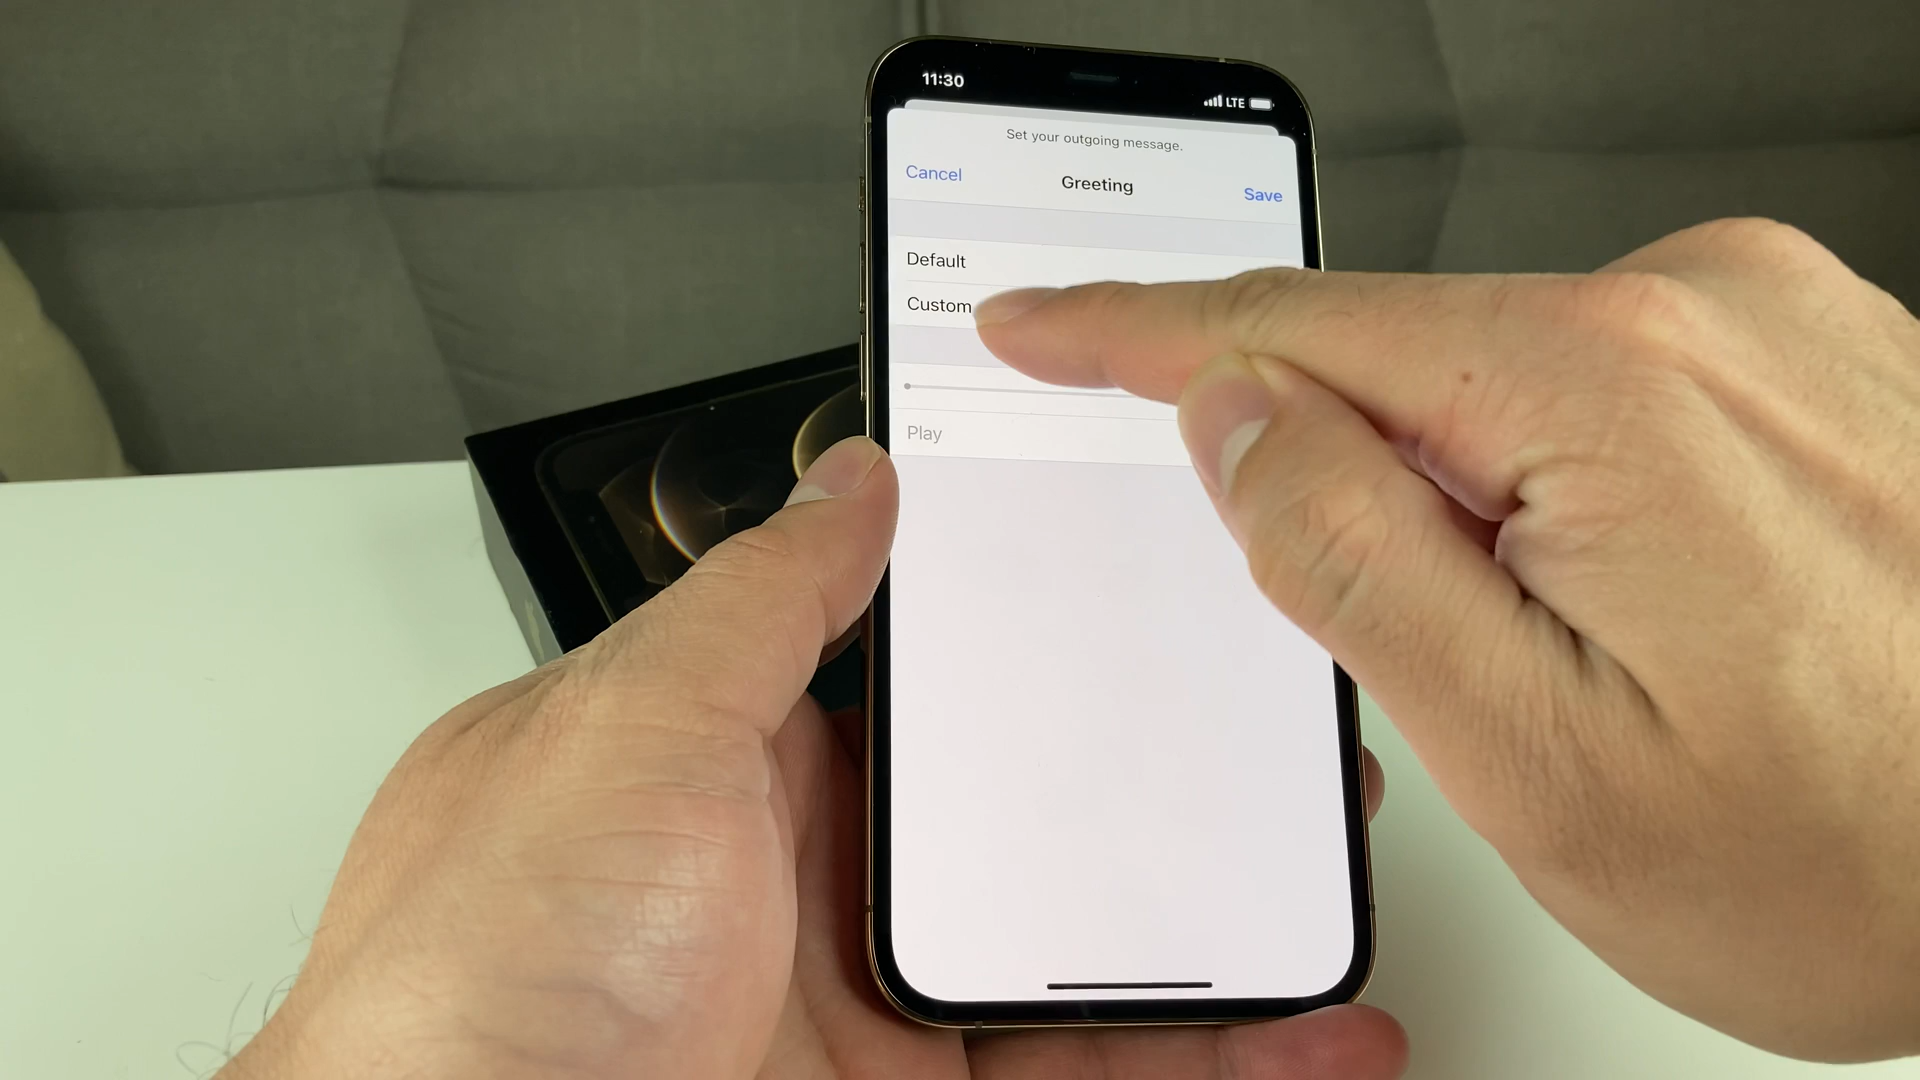 11:30
LTE
Set your outgoing message.
Cancel
Greeting
Save
Default
Custom
Play